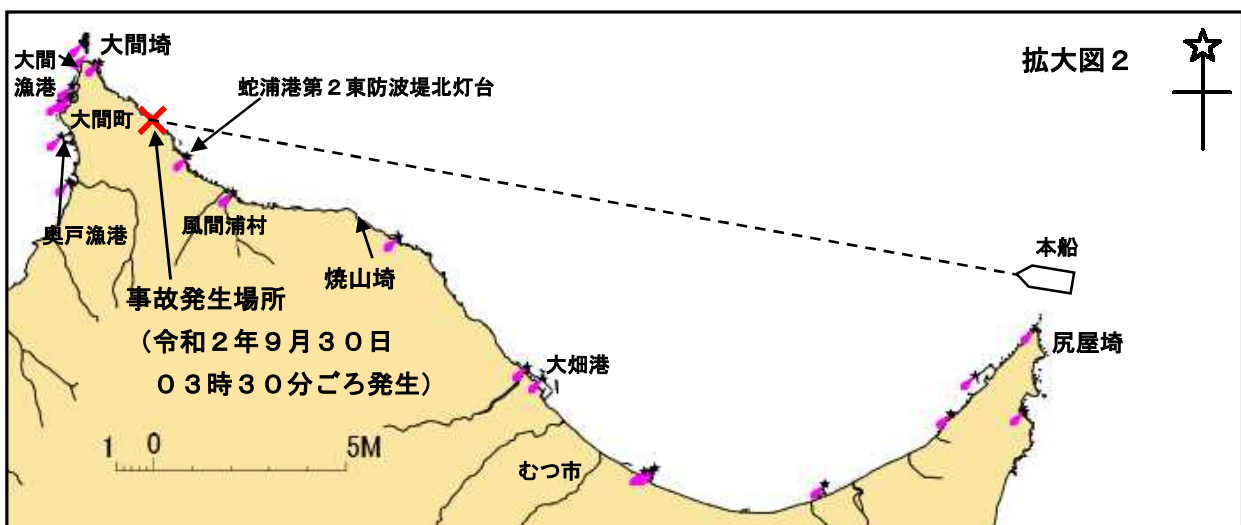 大間埼
大間
漁港
拡大図２
蛇浦港第２東防波堤北灯台
大間町
奥戸漁港
風間浦村
焼山埼
本船
事故発生場所
（令和２年９月３０日
０３時３０分ごろ発生）
尻屋埼
大畑港
1 0 5M
むつ市